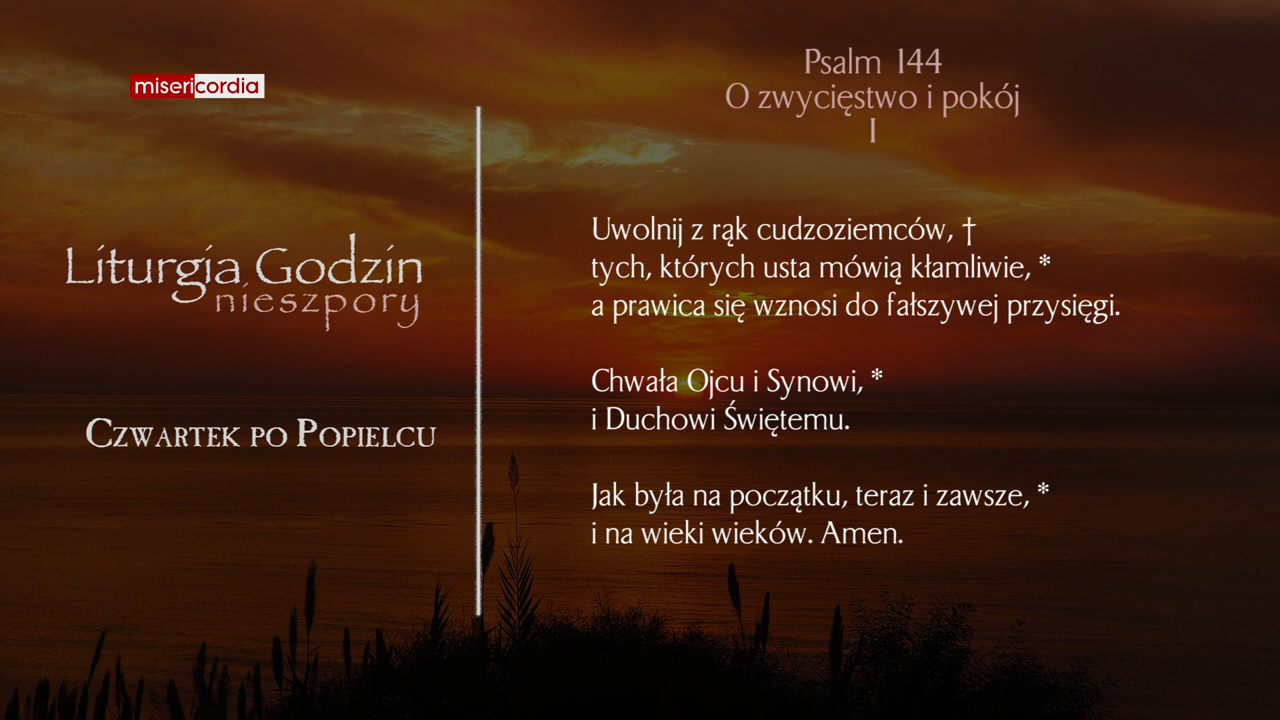 misericordia
Liturgia Godzin
nieszpory
Czwartek po Popielcu
Psalm 144
O zwycięstwo i pokój
I
Uwolnij z rąk cudzoziemców, †
tych, których usta mówią kłamliwie, *
a prawica się wznosi do fałszywej przysięgi.
Chwała Ojcu i Synowi, *
i Duchowi Świętemu.
Jak była na początku, teraz i zawsze, *
i na wieki wieków. Amen.